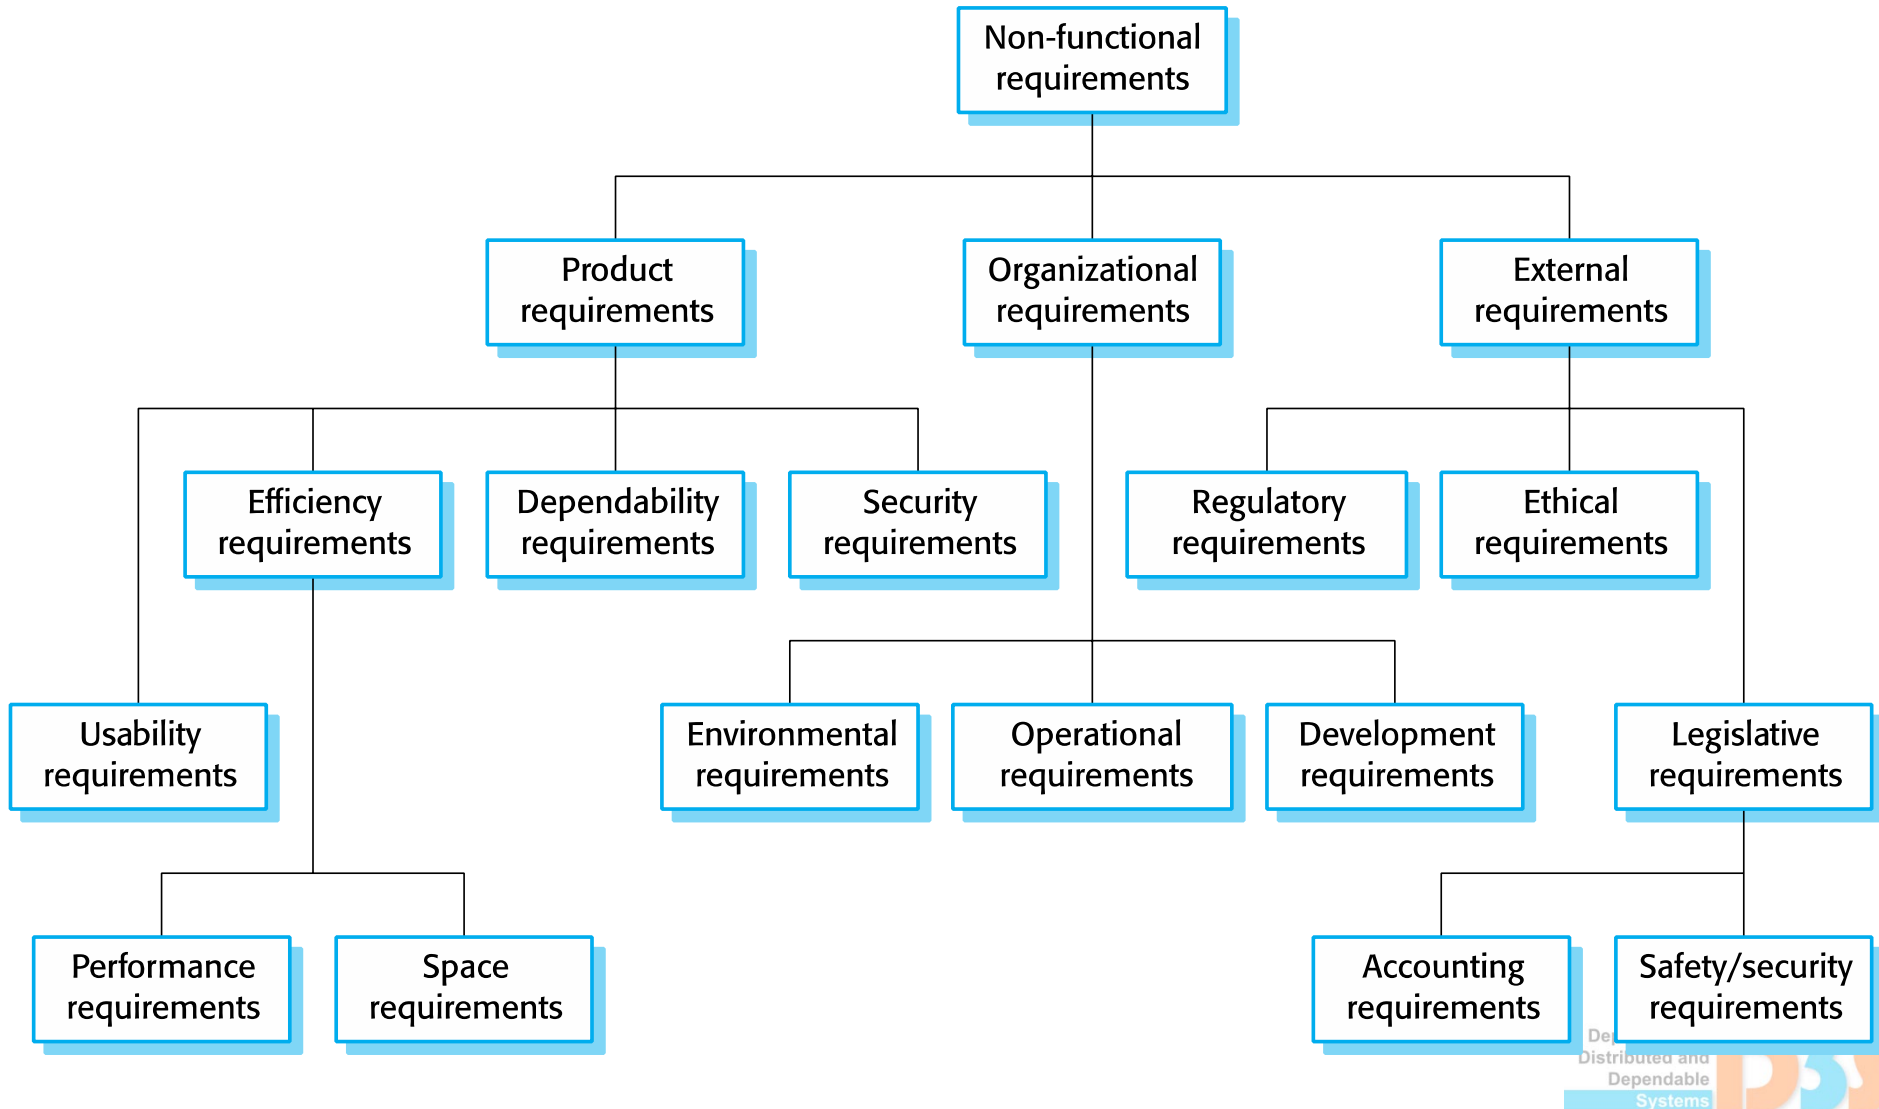 Non-functional
requirements
Product
requirements
Organizational
requirements
External
requirements
Efficiency
requirements
Dependability
requirements
Security
requirements
Regulatory
requirements
Ethical
requirements
Usability
requirements
Environmental
requirements
Operational
requirements
Development
requirements
Legislative
requirements
Performance
requirements
Space
requirements
Accounting
requirements
Safety/security
requirements
Distributed and
Dependable
Systems